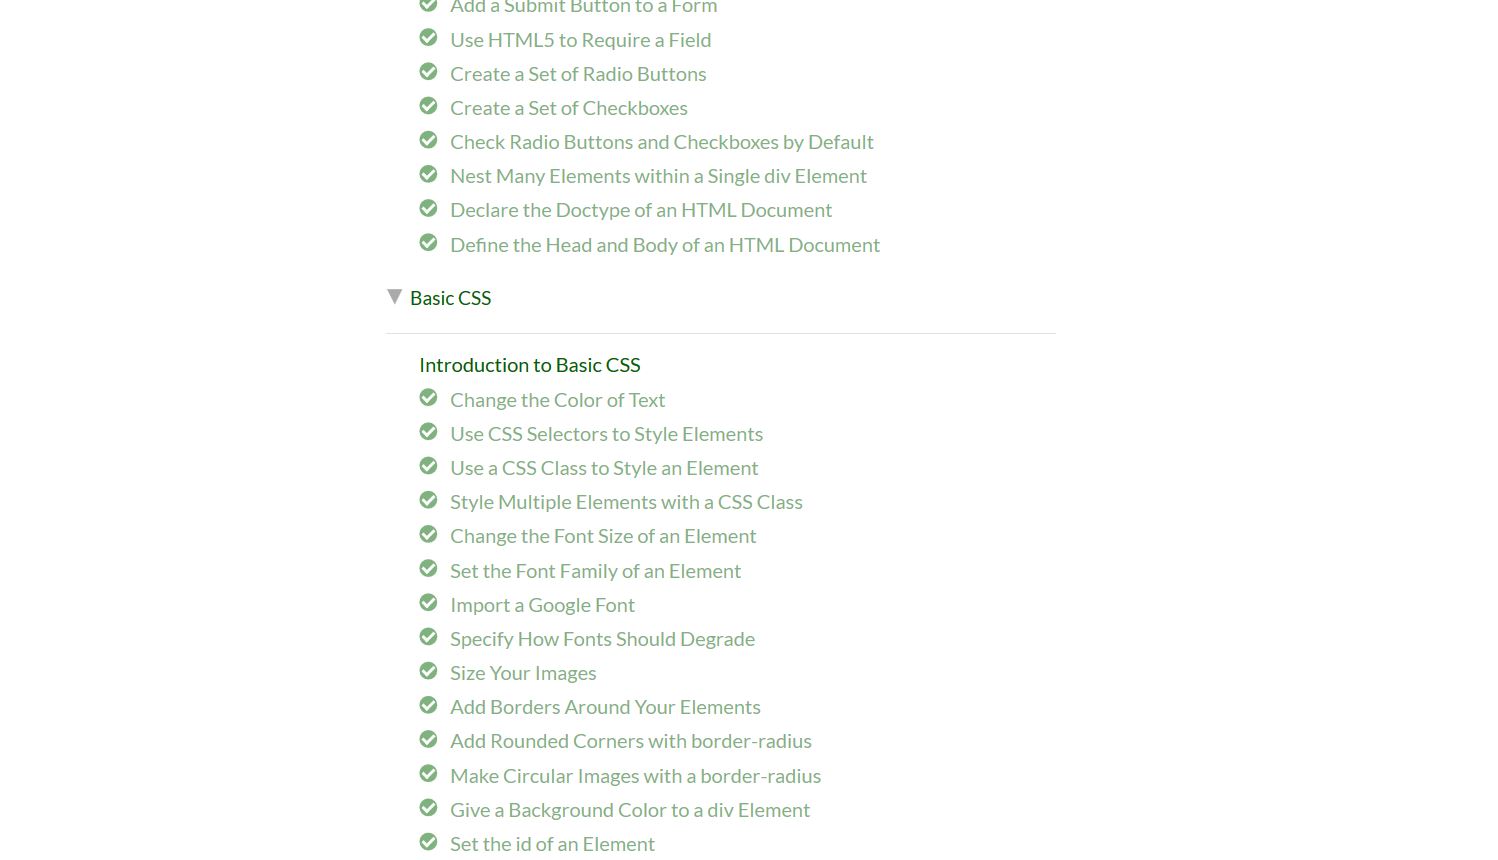 Add a Submit Button to a Form
Use HTML5 to Require a Field
Create a Set of Radio Buttons
Create a Set of Checkboxes
Check Radio Buttons and Checkboxes by Default
Nest Many Elements within a Single div Element
Declare the Doctype of an HTML Document
Define the Head and Body of an HTML Document
Basic CSS
Introduction to Basic CSS
Change the Color of Text
Use CSS Selectors to Style Elements
Use a CSS Class to Style an Element
Style Multiple Elements with a CSS Class
Change the Font Size of an Element
Set the Font Family of an Element
Import a Google Font
Specify How Fonts Should Degrade
Size Your Images
Add Borders Around Your Elements
Add Rounded Corners with border-radius
Make Circular Images with a border-radius
Give a Background Color to a div Element
Set the id of an Element